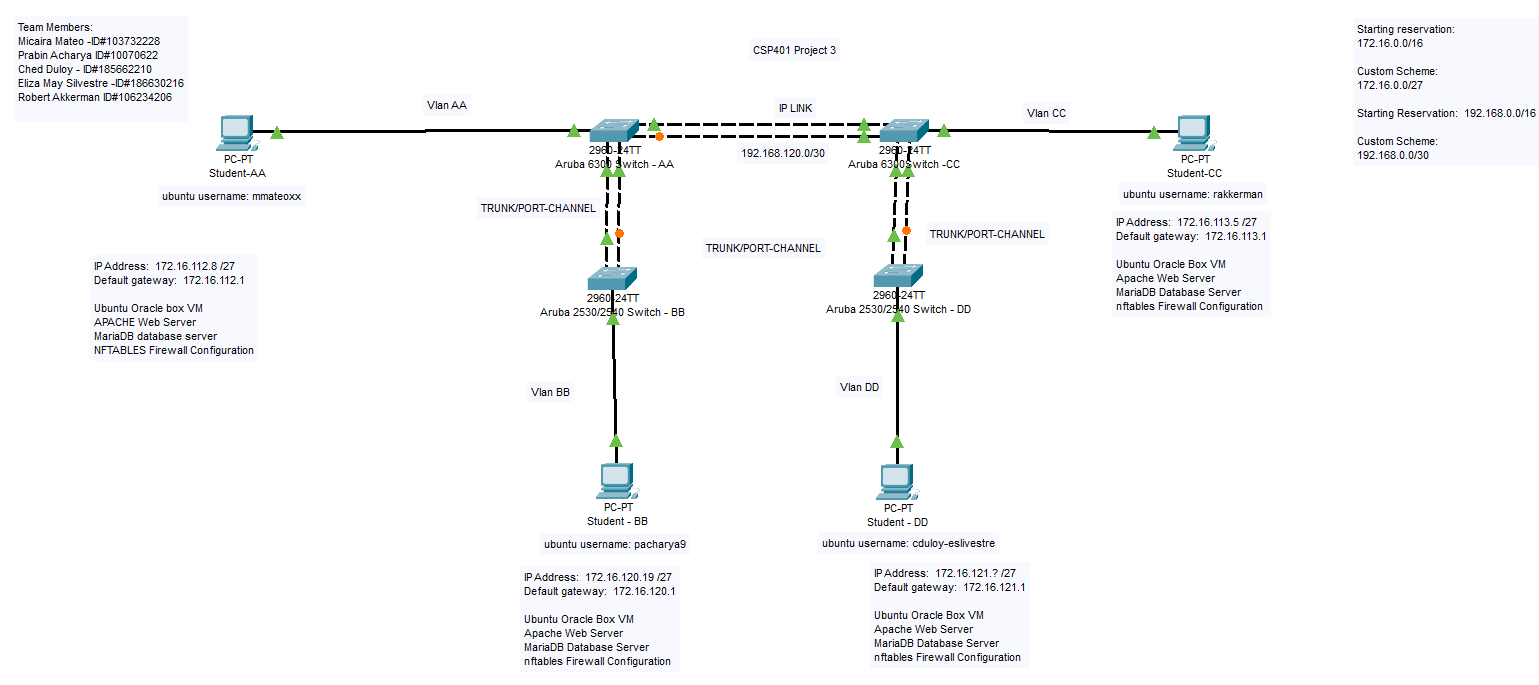 Team Members:
Micaira Mateo -ID#103732228
Prabin Acharya ID#10070622
Ched Duloy - ID#185662210
Eliza May Silvestre -ID#186630216
Robert Akkerman ID#106234206
CSP401 Project 3
Starting reservation:
172.16.0.0/16
Custom Scheme:
172.16.0.0/27
Starting Reservation: 192.168.0.0/16
Custom Scheme:
192.168.0.0/30
Vlan AA
IP LINK
Vlan CC
192.168.120.0/30
PC-PT
Student-AA
ubuntu username: mmateoxx
2960-24TT
Aruba 6300 Switch - AA
2960-24TT
Aruba 6300Switch -CC
PC-PT
Student-CC
ubuntu username: rakkerman
TRUNK/PORT-CHANNEL
TRUNK/PORT-CHANNEL
TRUNK/PORT-CHANNEL
IP Address: 172.16.113.5 /27
Default gateway: 172.16.113.1
Ubuntu Oracle Box VM
Apache Web Server
MariaDB Database Server
nftables Firewall Configuration
IP Address: 172.16.112.8 /27
Default gateway: 172.16.112.1
Ubuntu Oracle box VM
APACHE Web Server
MariaDB database server
NFTABLES Firewall Configuration
2960-24TT
Aruba 2530/2540 Switch - BB
2960-24TT
Aruba 2530/2540 Switch - DD
Vlan BB
Vlan DD
PC-PT
Student - BB
ubuntu username: pacharya9
PC-PT
Student - DD
ubuntu username: cduloy-eslivestre
IP Address: 172.16.120.19 /27
Default gateway: 172.16.120.1
Ubuntu Oracle Box VM
Apache Web Server
MariaDB Database Server
nftables Firewall Configuration
IP Address: 172.16.121.? /27
Default gateway: 172.16.121.1
Ubuntu Oracle Box VM
Apache Web Server
MariaDB Database Server
nftables Firewall Configuration